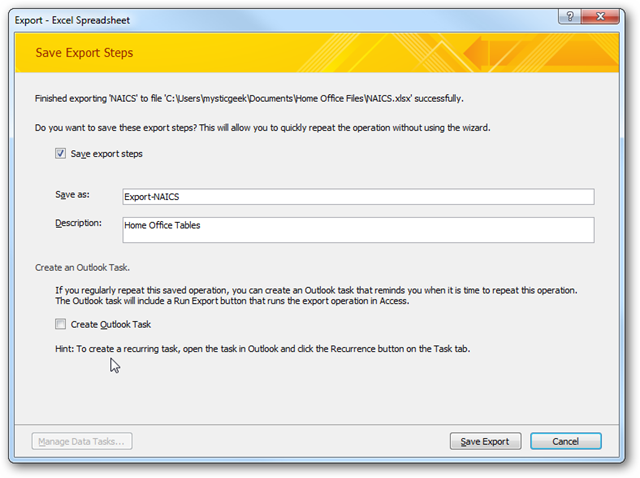 Export - Excel Spreadsheet
Save Export Steps
Finished exporting 'NAICS' to file 'C:\Users\mysticgeek\Documents\Home Office Files\NAICS.xlsx' successfully.
Do you want to save these export steps? This will allow you to quickly repeat the operation without using the wizard.
Save export steps
Save as:
Export-NAICS
Description:
Home Office Tables
Create an Outlook Task.
If you regularly repeat this saved operation, you can create an Outlook task that reminds you when it is time to repeat this operation.
The Outlook task will include a Run Export button that runs the export operation in Access.
Create Outlook Task
Hint: To create a recurring task, open the task in Outlook and click the Recurrence button on the Task tab.
Manage Data Tasks...
Save Export
Cancel